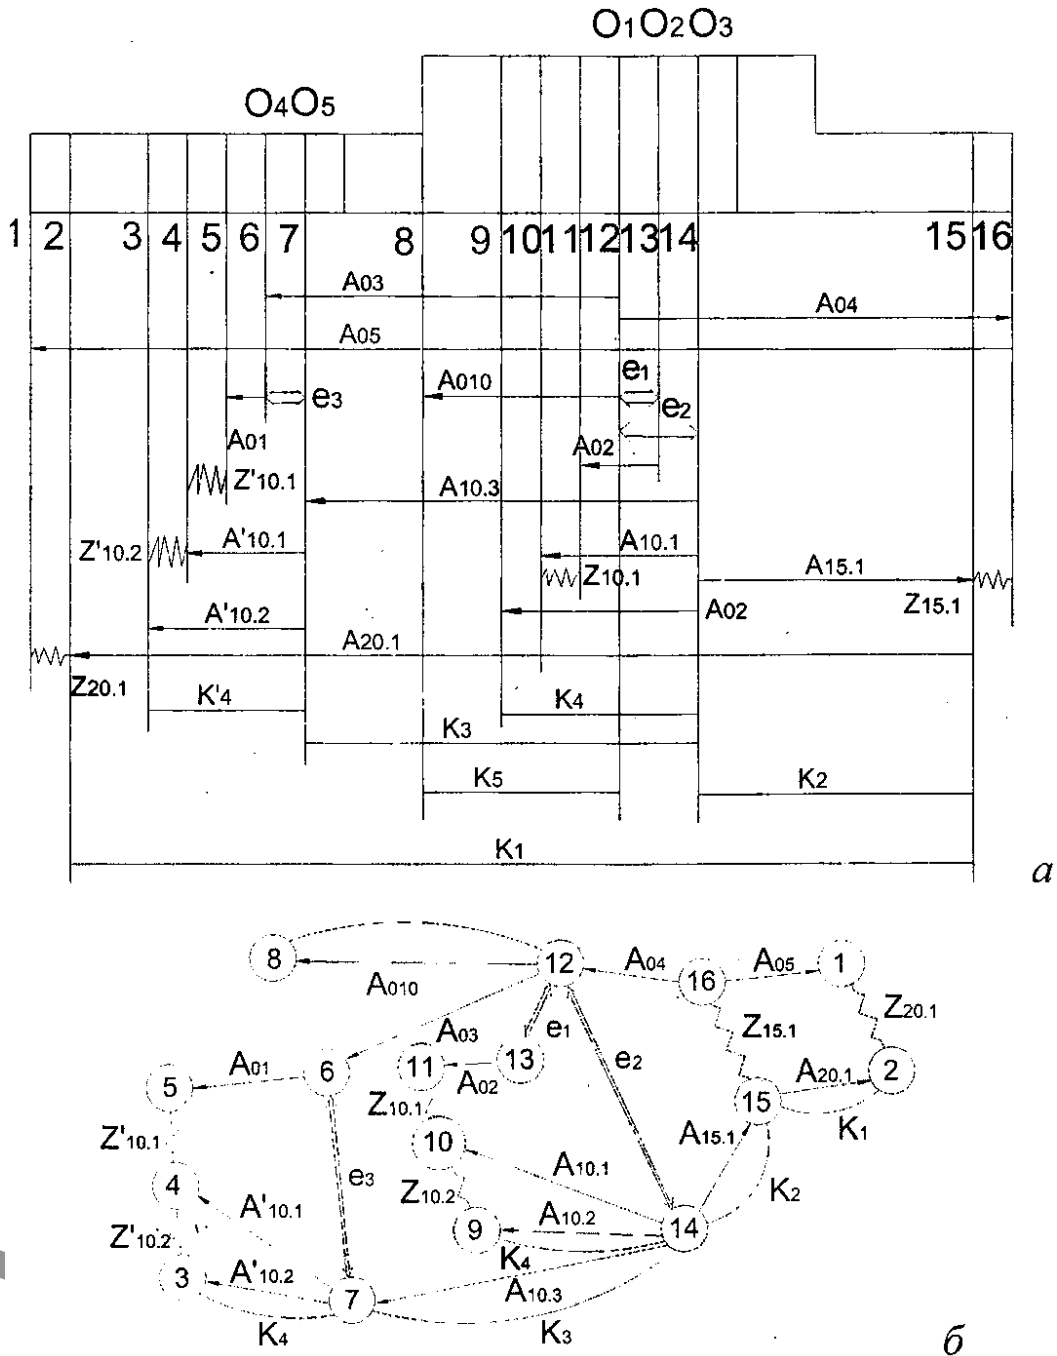 O1O2O3
O4O5
1 2 3 4 5 6 7 8 9 10 11 12 13 14 15 16
A03
A04
A05
A010 e1
e3 e2
A01 A02
Z'10.1 A10.3
Z'10.2 A'10.1 A10.1
Z10.1 A15.1
Z15.1
A'10.2 A02
A20.1
Z20.1 K'4 K4
K3
K5 K2
K1
а
8 12 A04 16 A05 1
A010
Z20.1
A03 e1 Z15.1
A01 6 11 13 e2
5 A02 A20.1 2
Z10.1 15
Z'10.1 10 A15.1 K1
e3 A10.1
4 A'10.1 Z10.2 K2
Z'10.2 9 A10.2 14
3 A'10.2 K4
7 A10.3
K4 K3
б